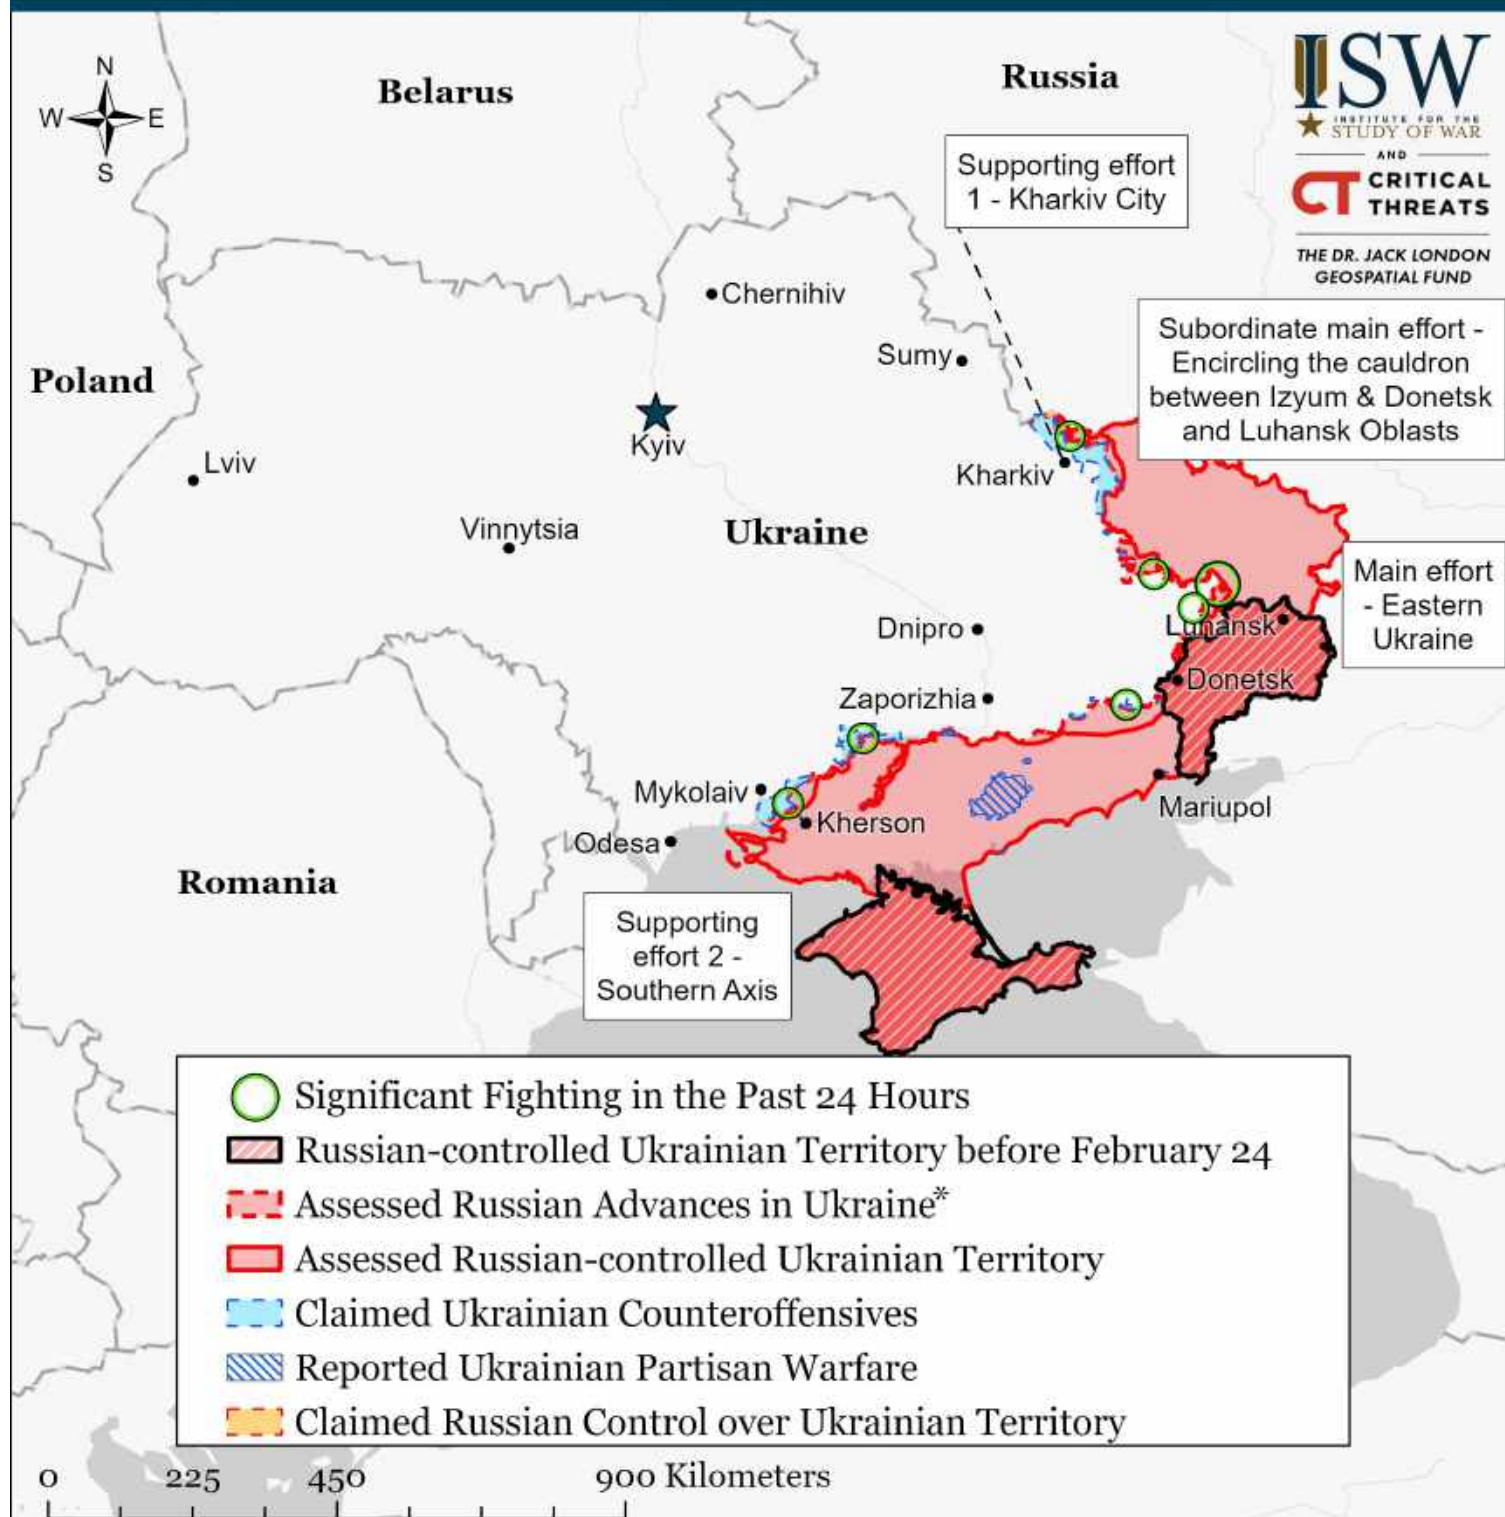 N
W
E
S
Belarus
Russia
ISW
INSTITUTE FOR THE
STUDY OF WAR
AND
CT CRITICAL
THREATS
THE DR. JACK LONDON
GEOSPATIAL FUND
Supporting effort
1 - Kharkiv City
Chernihiv
Subordinate main effort -
Encircling the cauldron
between Izyum & Donetsk
and Luhansk Oblasts
Sumy
Poland
Kyiv
Lviv
Kharkiv
Vinnytsia
Ukraine
Main effort
- Eastern
Ukraine
Dnipro
Luhansk
Donetsk
Zaporizhia
Mykolaiv
Mariupol
Kherson
Odesa
Romania
Supporting
effort 2 -
Southern Axis
Significant Fighting in the Past 24 Hours
Russian-controlled Ukrainian Territory before February 24
Assessed Russian Advances in Ukraine*
Assessed Russian-controlled Ukrainian Territory
Claimed Ukrainian Counteroffensives
Reported Ukrainian Partisan Warfare
Claimed Russian Control over Ukrainian Territory
0 225 450 900 Kilometers